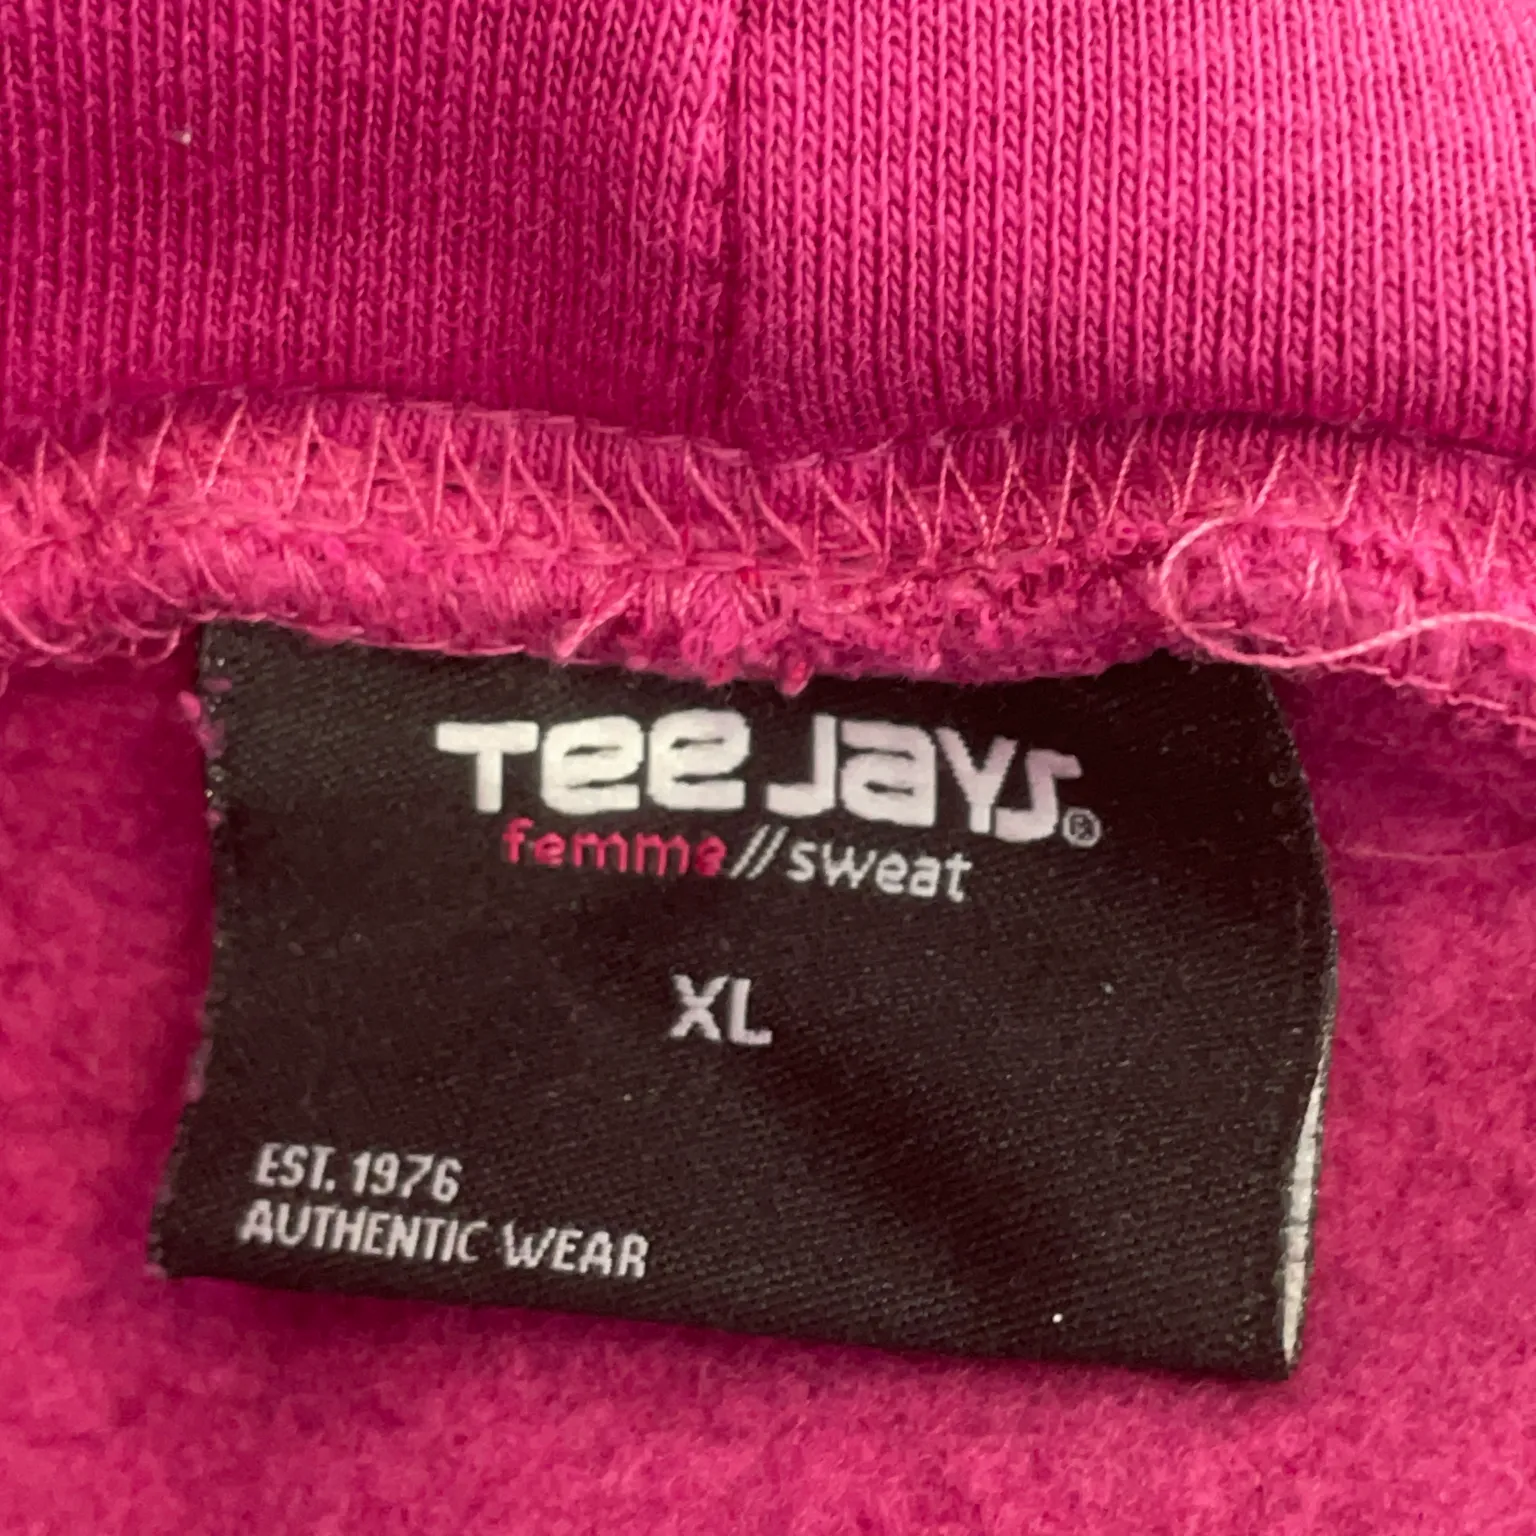 Tee Jays®
femme//sweat
XL
EST. 1976
AUTHENTIC WEAR